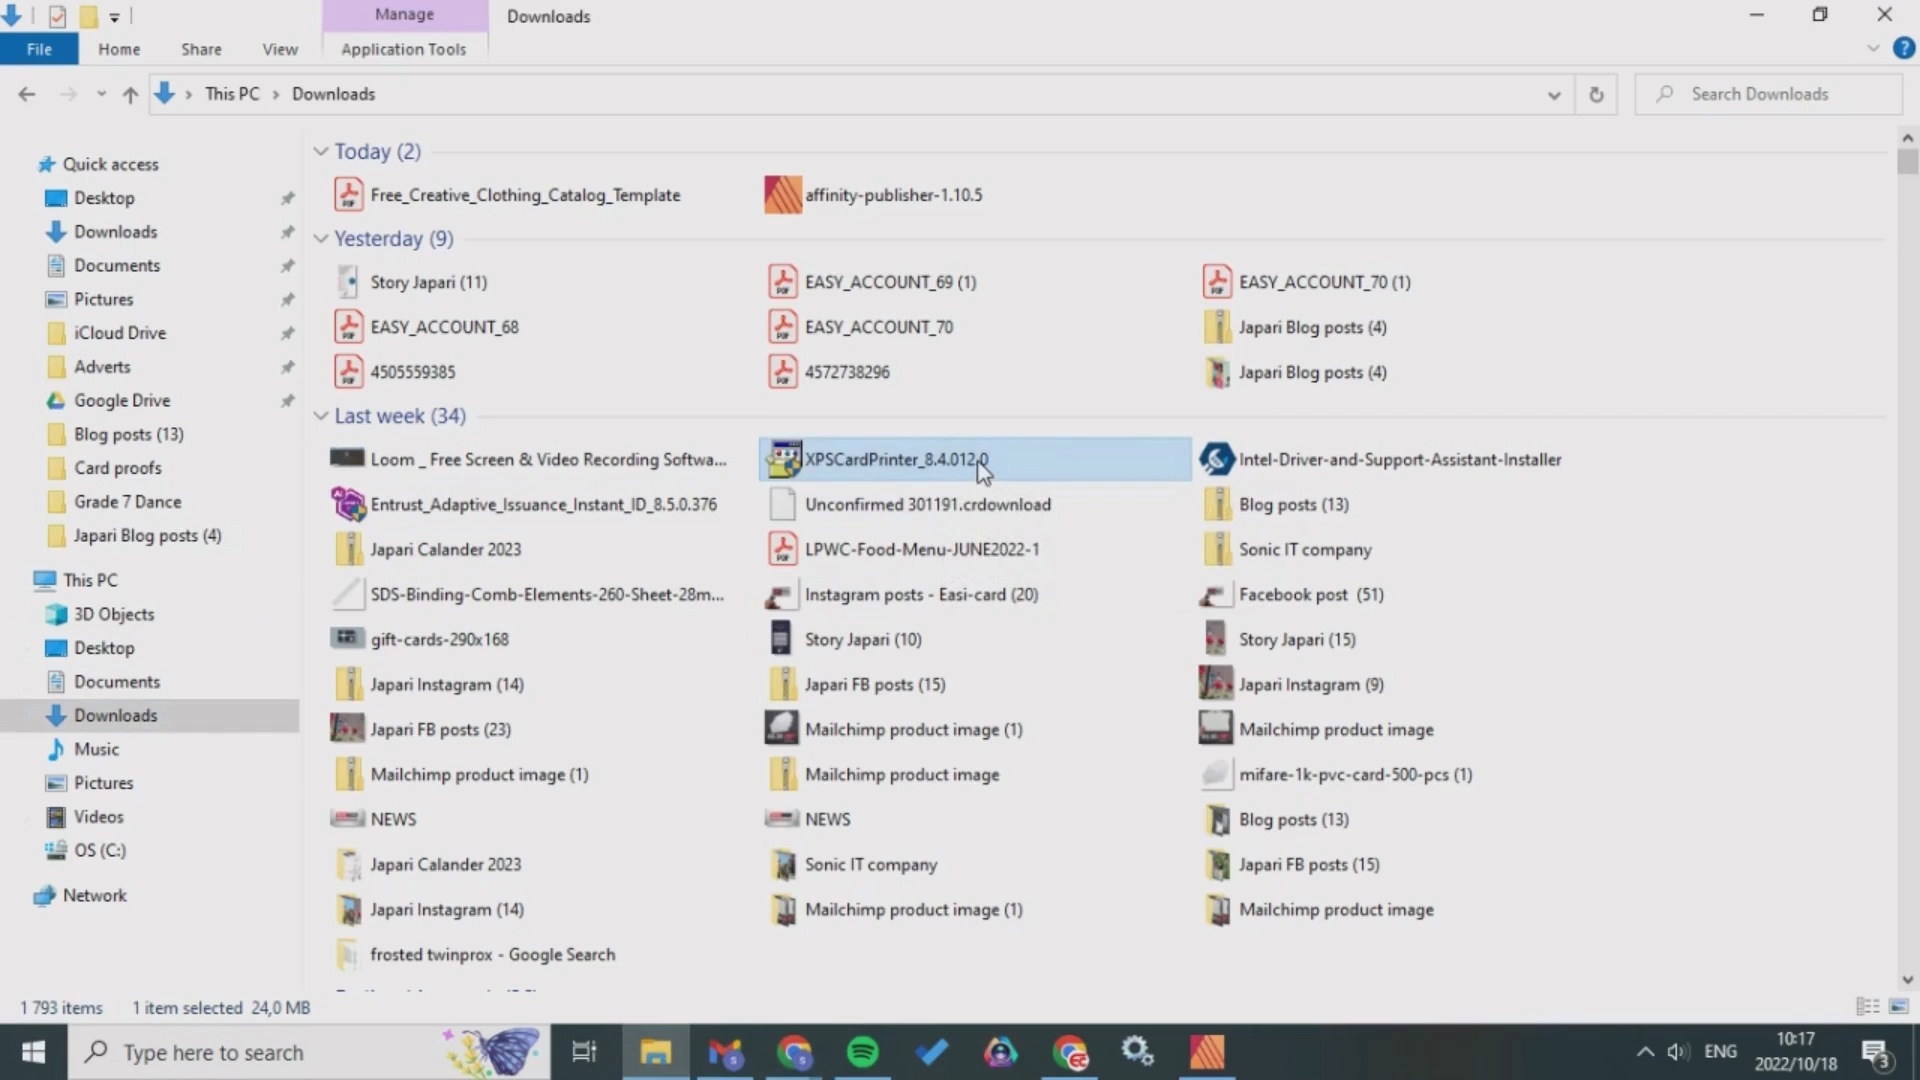 Manage
Downloads
File
Home
Share
View
Application Tools
This PC
Downloads
Search Downloads
Quick access
Desktop
Downloads
Documents
Pictures
iCloud Drive
Adverts
Google Drive
Blog posts (13)
Card proofs
Grade 7 Dance
Japari Blog posts (4)
This PC
3D Objects
Desktop
Documents
Downloads
Music
Pictures
Videos
OS (C:)
Network
Today (2)
Free_Creative_Clothing_Catalog_Template
affinity-publisher-1.10.5
Yesterday (9)
Story Japari (11)
EASY_ACCOUNT_69 (1)
EASY_ACCOUNT_70 (1)
EASY_ACCOUNT_68
EASY_ACCOUNT_70
Japari Blog posts (4)
4505559385
4572738296
Japari Blog posts (4)
Last week (34)
Loom _ Free Screen & Video Recording Softwa...
XPSCardPrinter_8.4.012.0
Intel-Driver-and-Support-Assistant-Installer
Entrust_Adaptive_Issuance_Instant_ID_8.5.0.376
Unconfirmed 301191.crdownload
Blog posts (13)
Japari Calander 2023
LPWC-Food-Menu-JUNE2022-1
Sonic IT company
SDS-Binding-Comb-Elements-260-Sheet-28m...
Instagram posts - Easi-card (20)
Facebook post (51)
gift-cards-290x168
Story Japari (10)
Story Japari (15)
Japari Instagram (14)
Japari FB posts (15)
Japari Instagram (9)
Japari FB posts (23)
Mailchimp product image (1)
Mailchimp product image
Mailchimp product image (1)
Mailchimp product image
mifare-1k-pvc-card-500-pcs (1)
NEWS
NEWS
Blog posts (13)
Japari Calander 2023
Sonic IT company
Japari FB posts (15)
Japari Instagram (14)
Mailchimp product image (1)
Mailchimp product image
frosted twinprox - Google Search
1 793 items
1 item selected 24,0 MB
Type here to search
ENG
10:17
2022/10/18
3